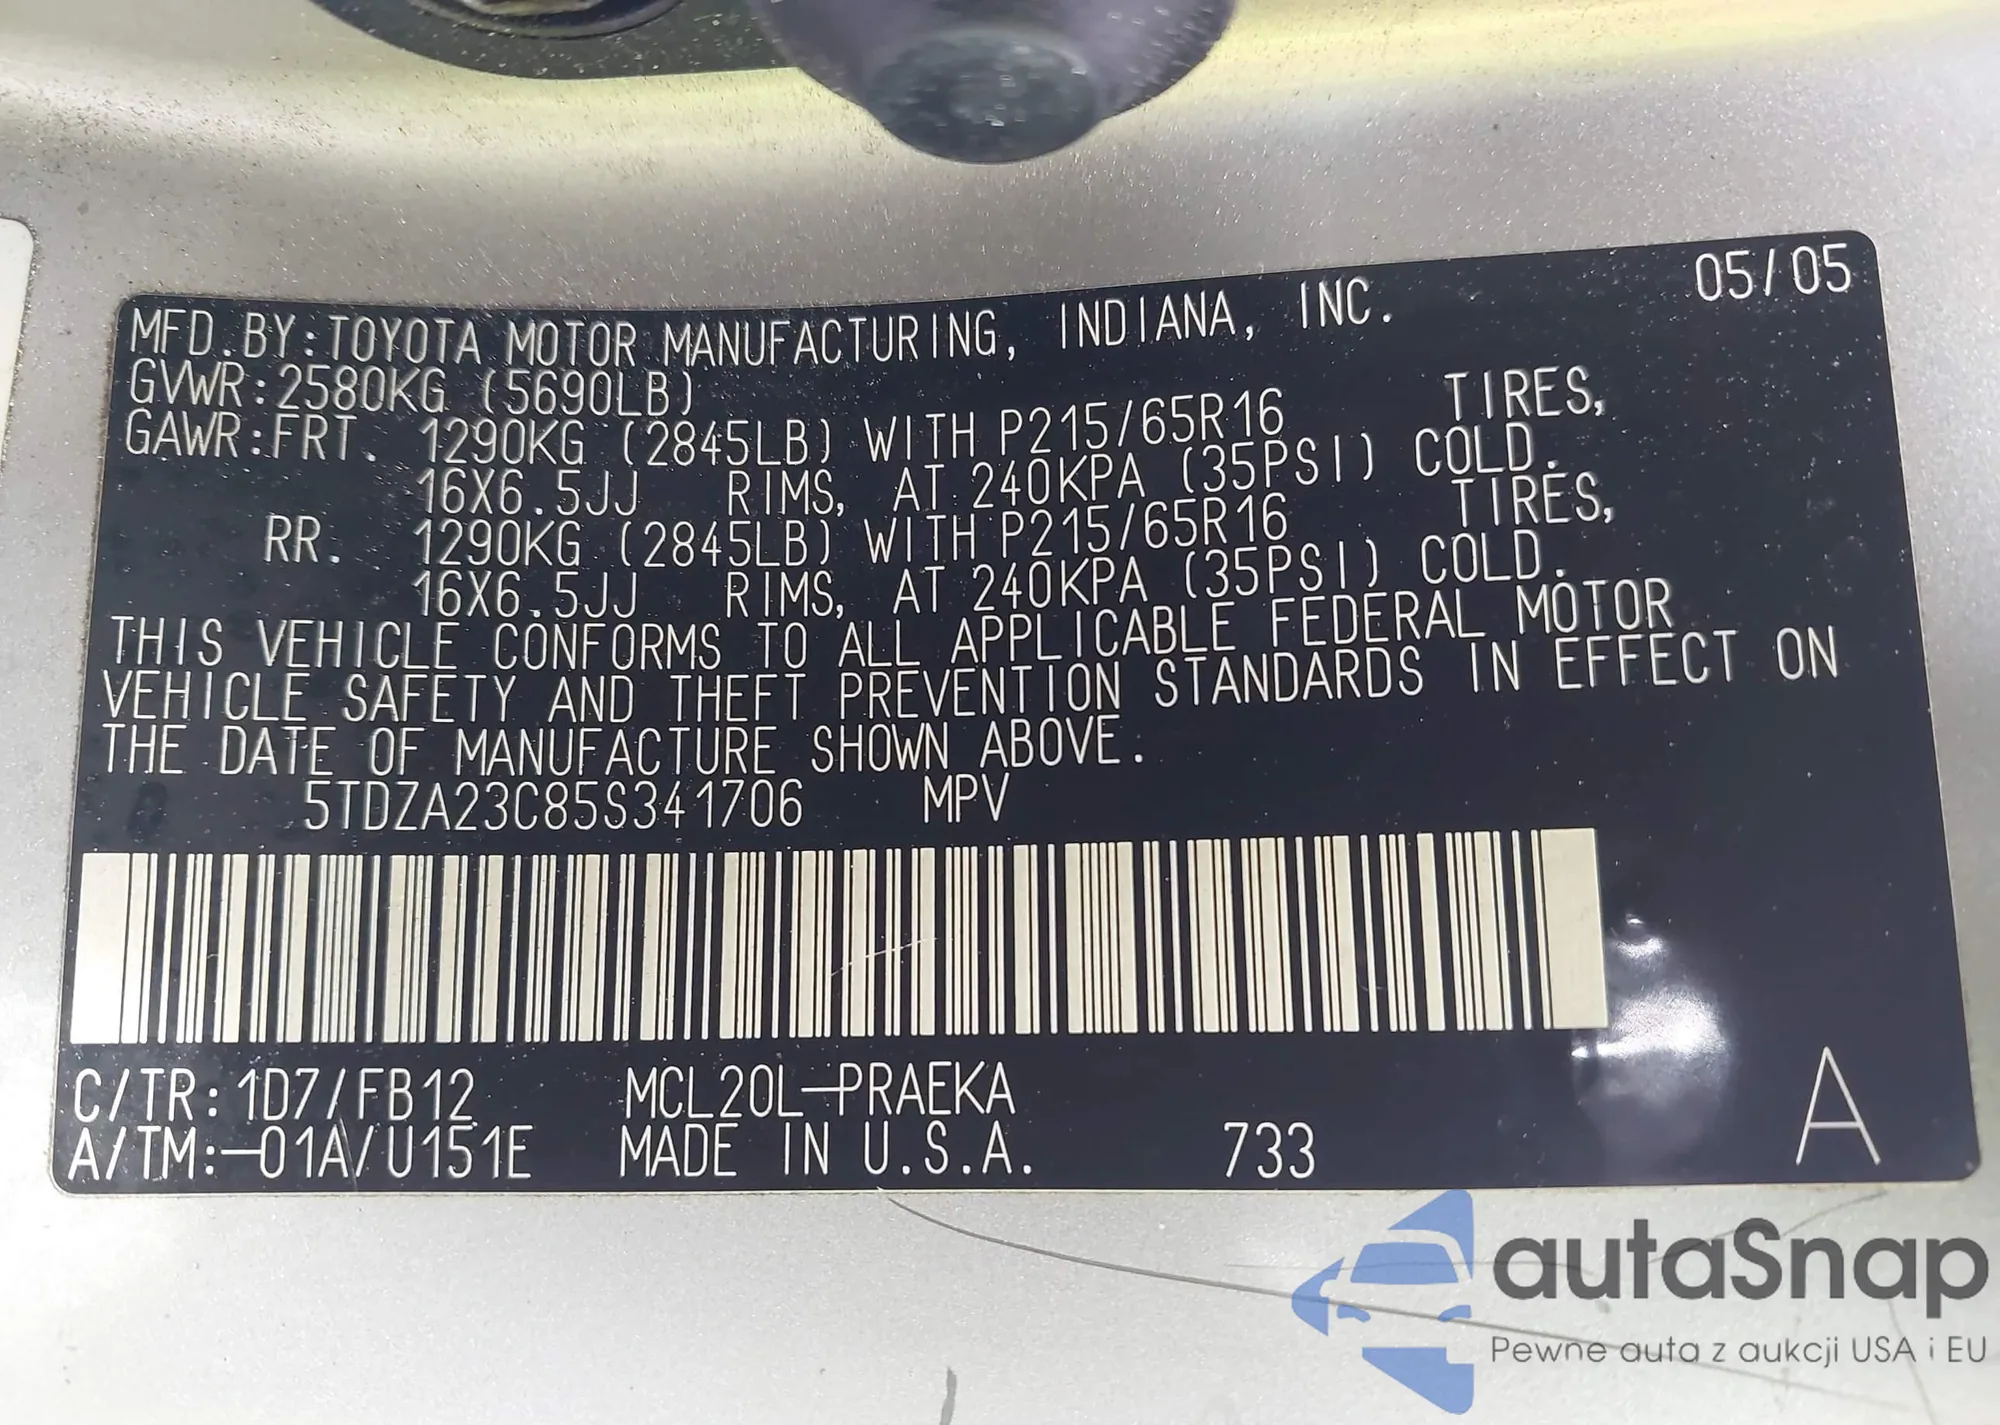 05/05
MFD.BY:TOYOTA MOTOR MANUFACTURING, INDIANA, INC.
GVWR:2580KG (5690LB)
GAWR:FRT. 1290KG (2845LB) WITH P215/65R16 TIRES,
16X6.5JJ RIMS, AT 240KPA (35PSI) COLD.
RR. 1290KG (2845LB) WITH P215/65R16 TIRES,
16X6.5JJ RIMS, AT 240KPA (35PSI) COLD.
THIS VEHICLE CONFORMS TO ALL APPLICABLE FEDERAL MOTOR
VEHICLE SAFETY AND THEFT PREVENTION STANDARDS IN EFFECT ON
THE DATE OF MANUFACTURE SHOWN ABOVE.
5TDZA23C85S341706 MPV
C/TR:1D7/FB12 MCL20L-PRAEKA
A/TM:-01A/U151E MADE IN U.S.A. 733 A
autaSnap
Pewne auta z aukcji USA i EU